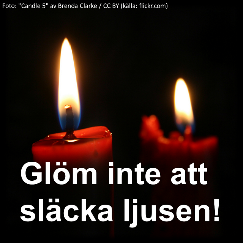 Foto: "Candle 5" av Brenda Clarke / CC BY (källa: flickr.com)
Glöm inte att
släcka ljusen!